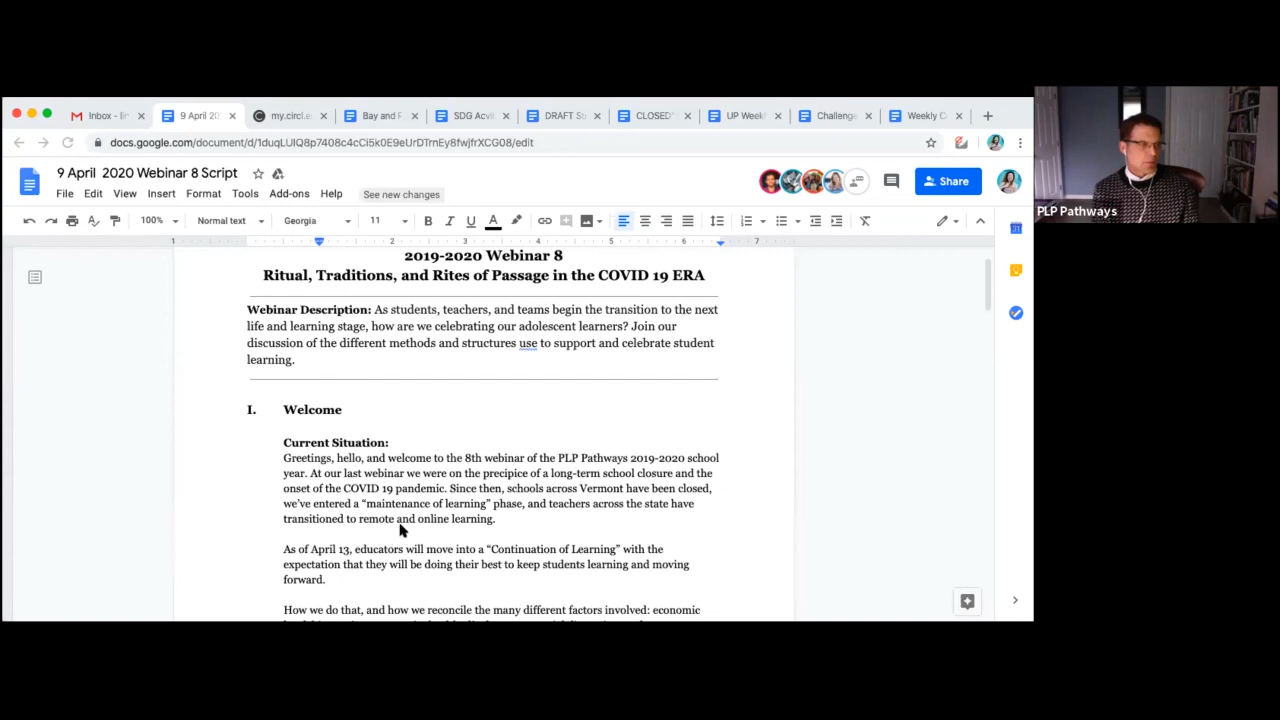 Inbox - li
9 April 20
my.circl.e
Bay and F
SDG Acvit
DRAFT St
CLOSED"
UP Weekl
Challenge
Weekly C
docs.google.com/document/d/1duqLUIQ8p7408c4cCi5k0E9eUrDTrnEy8fwjfrXCG08/edit
9 April 2020 Webinar 8 Script
File Edit View Insert Format Tools Add-ons Help See new changes
Share
100% Normal text Georgia 11
1 2 3 4 5 6 7
2019-2020 Webinar 8
Ritual, Traditions, and Rites of Passage in the COVID 19 ERA
Webinar Description: As students, teachers, and teams begin the transition to the next
life and learning stage, how are we celebrating our adolescent learners? Join our
discussion of the different methods and structures use to support and celebrate student
learning.
I. Welcome
Current Situation:
Greetings, hello, and welcome to the 8th webinar of the PLP Pathways 2019-2020 school
year. At our last webinar we were on the precipice of a long-term school closure and the
onset of the COVID 19 pandemic. Since then, schools across Vermont have been closed,
we've entered a “maintenance of learning” phase, and teachers across the state have
transitioned to remote and online learning.
As of April 13, educators will move into a “Continuation of Learning” with the
expectation that they will be doing their best to keep students learning and moving
forward.
How we do that, and how we reconcile the many different factors involved: economic
PLP Pathways